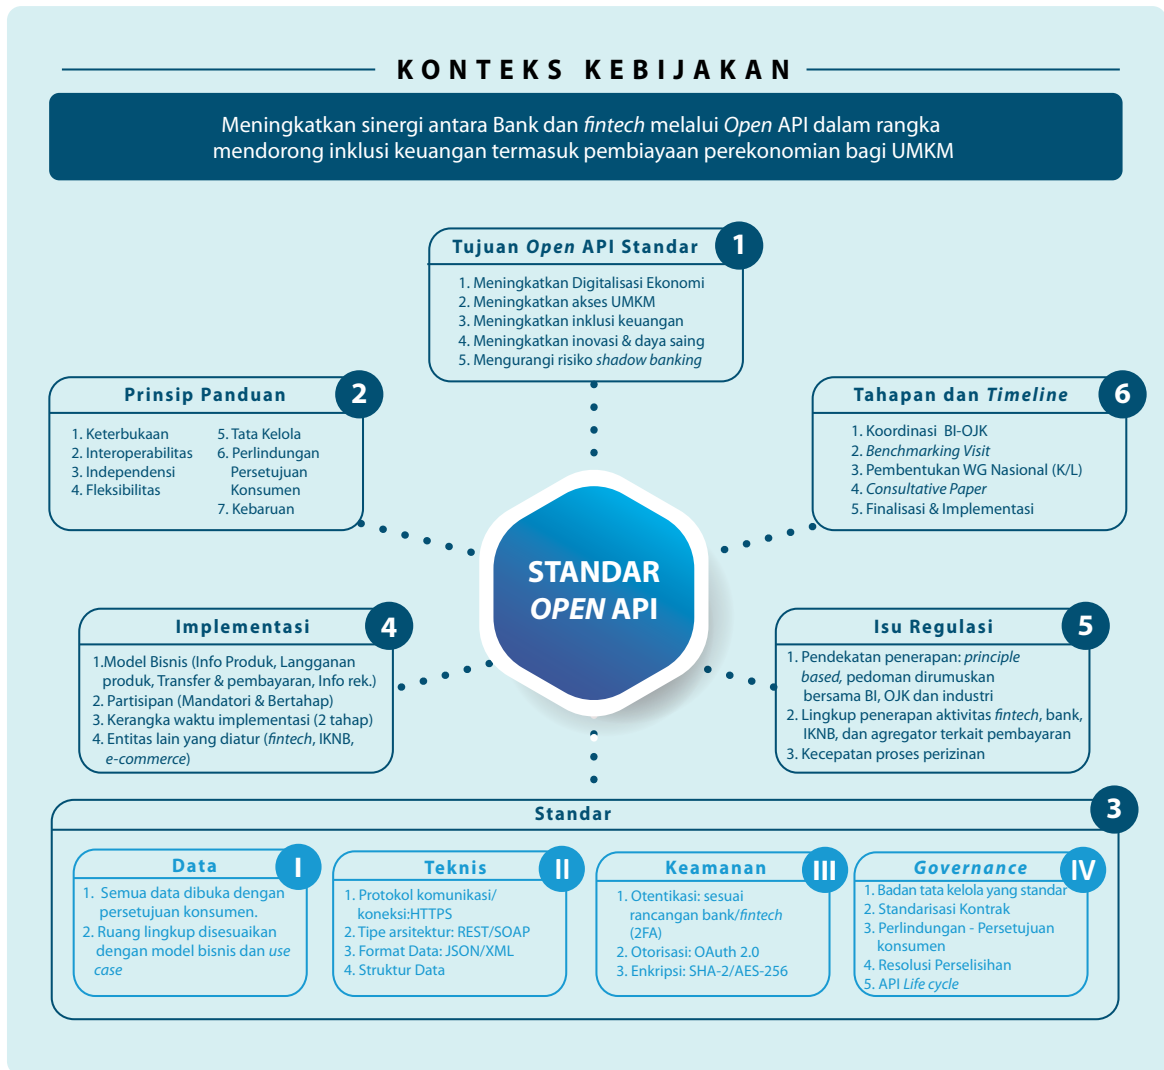 KONTEKS KEBIJAKAN
Meningkatkan sinergi antara Bank dan fintech melalui Open API dalam rangka
mendorong inklusi keuangan termasuk pembiayaan perekonomian bagi UMKM
Tujuan Open API Standar
1
1. Meningkatkan Digitalisasi Ekonomi
2. Meningkatkan akses UMKM
3. Meningkatkan inklusi keuangan
4. Meningkatkan inovasi & daya saing
5. Mengurangi risiko shadow banking
Prinsip Panduan
2
1. Keterbukaan
2. Interoperabilitas
3. Independensi
4. Fleksibilitas
5. Tata Kelola
6. Perlindungan
Persetujuan
Konsumen
7. Kebaruan
Tahapan dan Timeline
6
1. Koordinasi BI-OJK
2. Benchmarking Visit
3. Pembentukan WG Nasional (K/L)
4. Consultative Paper
5. Finalisasi & Implementasi
STANDAR
OPEN API
Implementasi
4
1.Model Bisnis (Info Produk, Langganan
produk, Transfer & pembayaran, Info rek.)
2. Partisipan (Mandatori & Bertahap)
3. Kerangka waktu implementasi (2 tahap)
4. Entitas lain yang diatur (fintech, IKNB,
e-commerce)
Isu Regulasi
5
1. Pendekatan penerapan: principle
based, pedoman dirumuskan
bersama BI, OJK dan industri
2. Lingkup penerapan aktivitas fintech, bank,
IKNB, dan agregator terkait pembayaran
3. Kecepatan proses perizinan
Standar
3
Data
I
1. Semua data dibuka dengan
persetujuan konsumen.
2. Ruang lingkup disesuaikan
dengan model bisnis dan use
case
Teknis
II
1. Protokol komunikasi/
koneksi:HTTPS
2. Tipe arsitektur: REST/SOAP
3. Format Data: JSON/XML
4. Struktur Data
Keamanan
III
1. Otentikasi: sesuai
rancangan bank/fintech
(2FA)
2. Otorisasi: OAuth 2.0
3. Enkripsi: SHA-2/AES-256
Governance
IV
1. Badan tata kelola yang standar
2. Standarisasi Kontrak
3. Perlindungan - Persetujuan
konsumen
4. Resolusi Perselisihan
5. API Life cycle